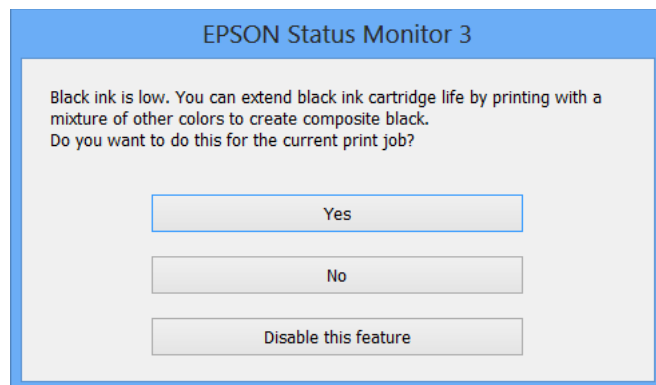 EPSON Status Monitor 3
Black ink is low. You can extend black ink cartridge life by printing with a
mixture of other colors to create composite black.
Do you want to do this for the current print job?
Yes
No
Disable this feature